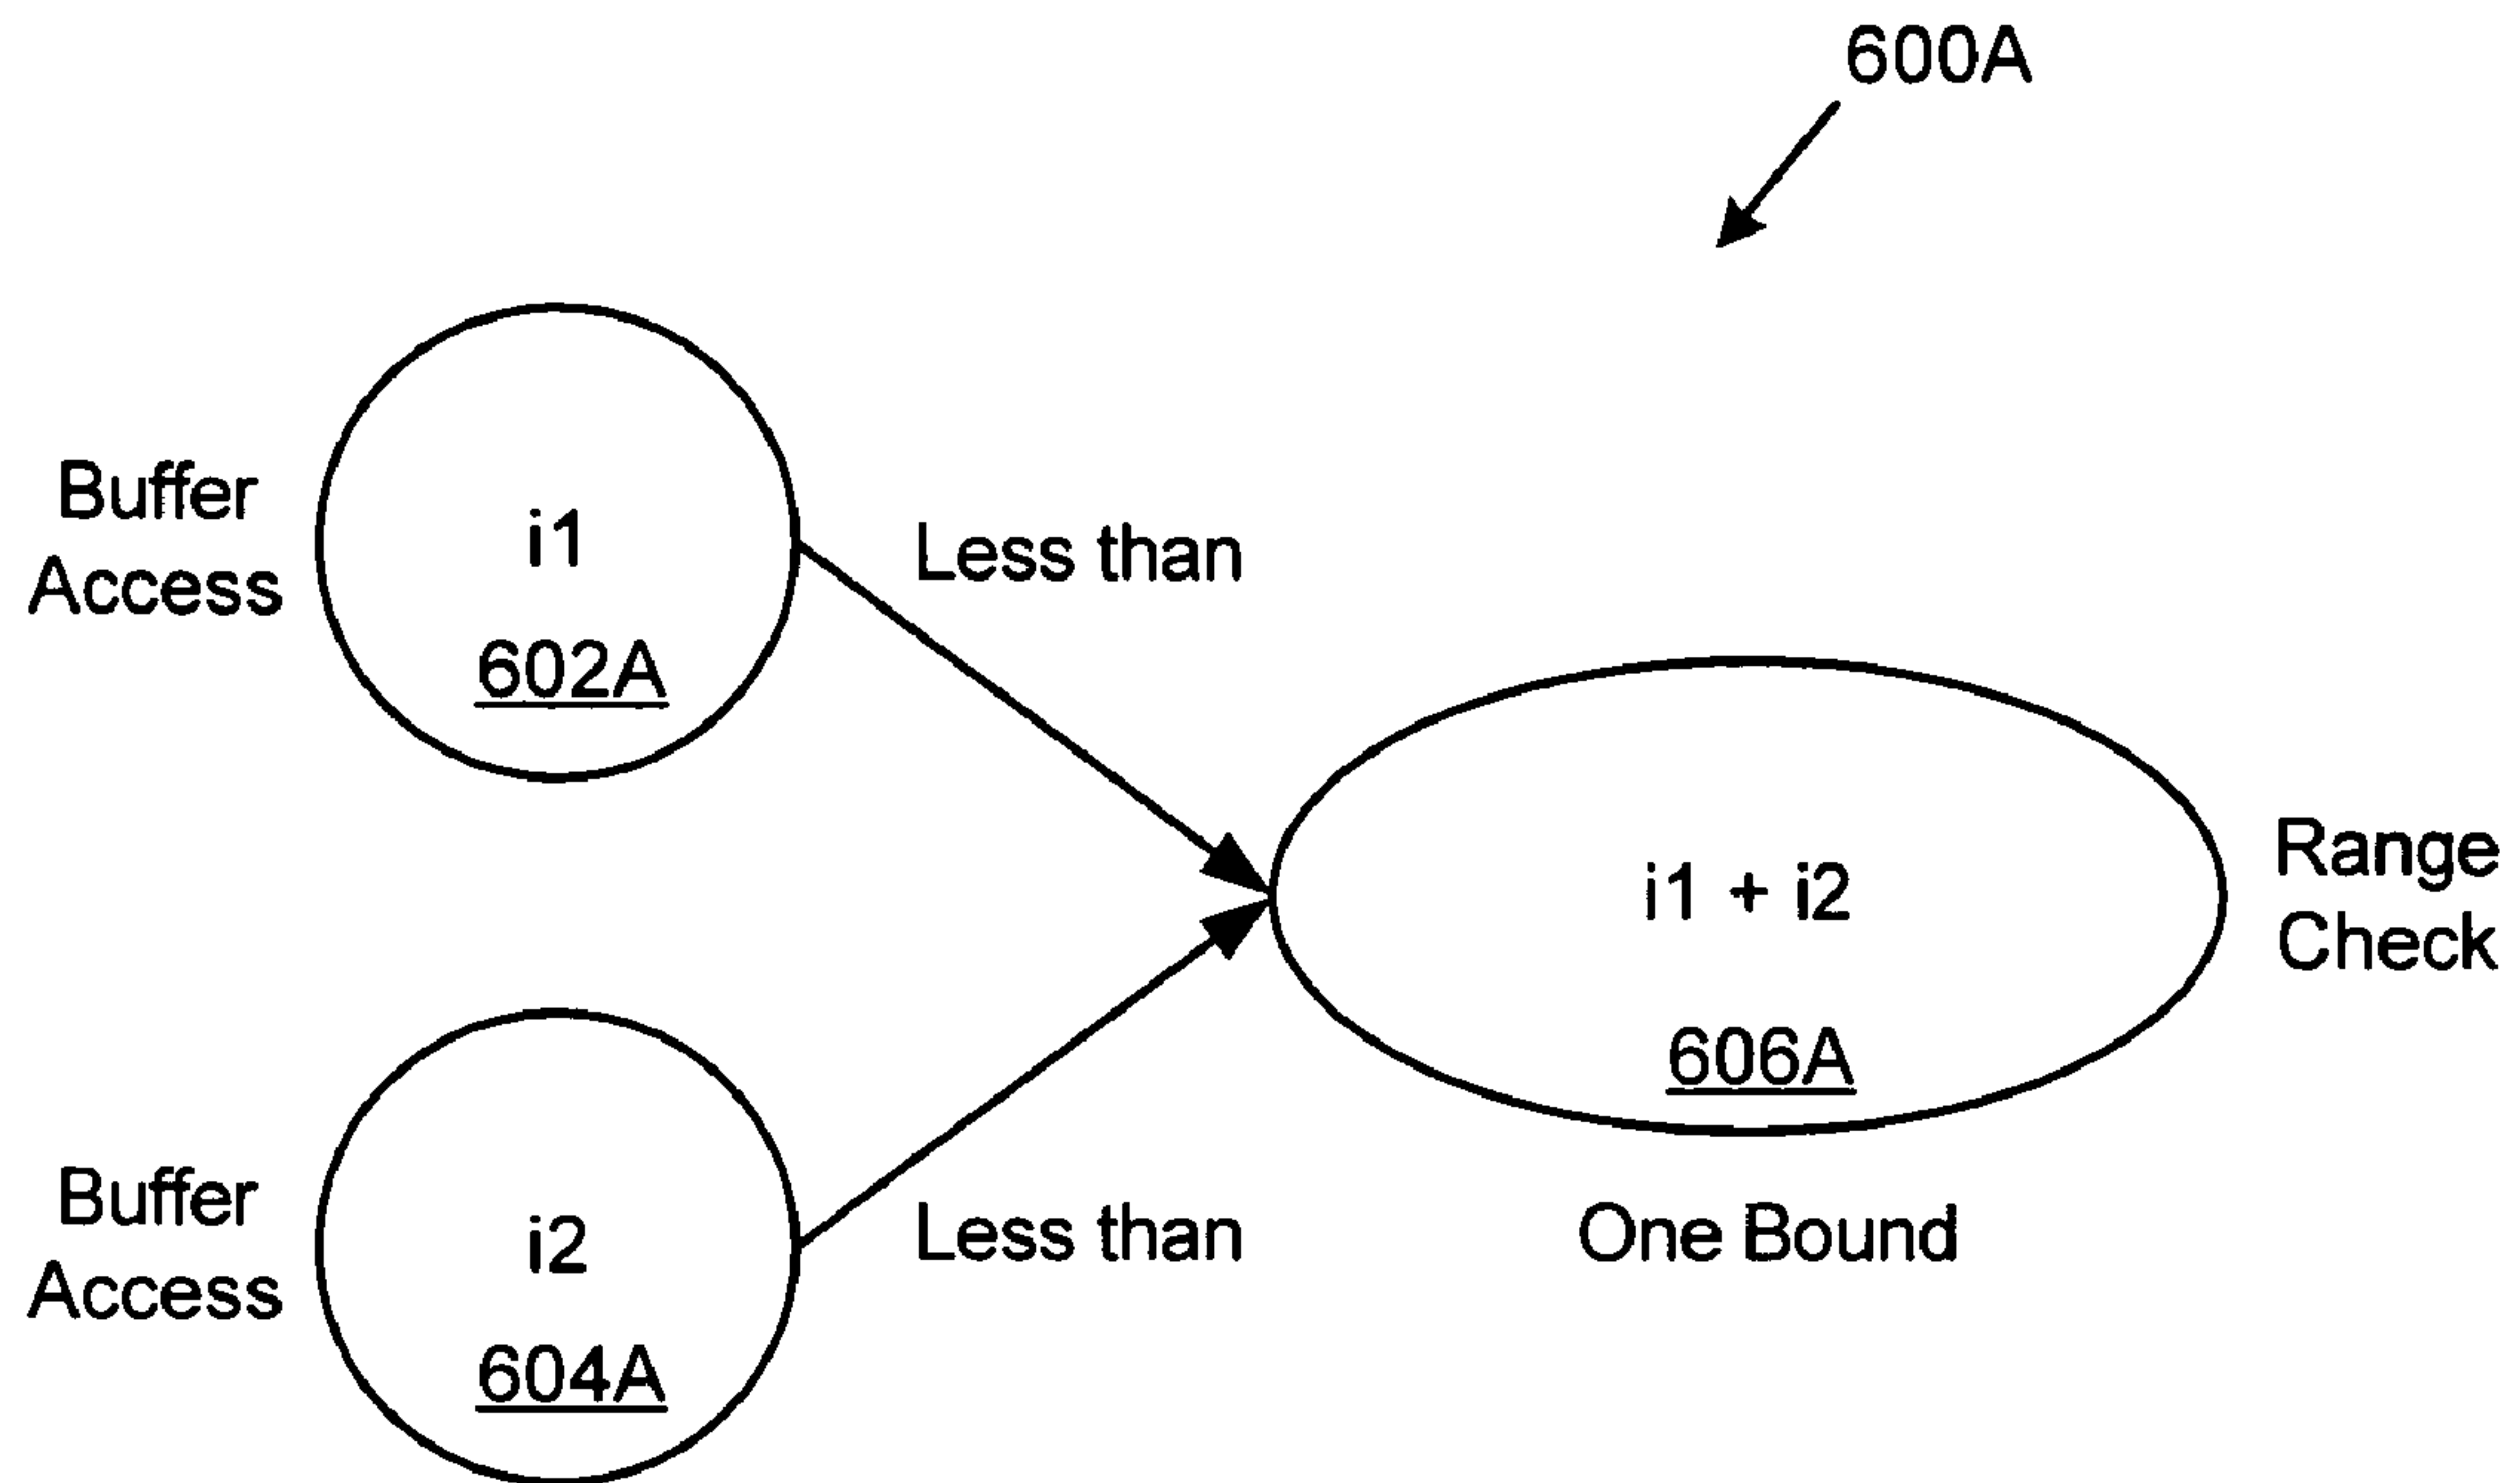 600A
Buffer
Access
i1
602A
Less than
i1 + i2
606A
Range
Check
One Bound
Buffer
Access
i2
604A
Less than